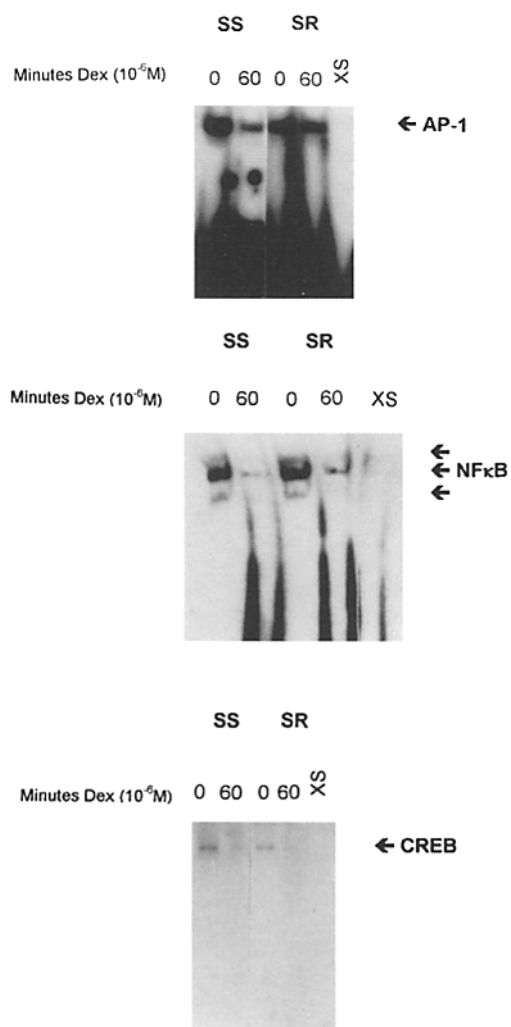 SS SR
Minutes Dex (10⁻⁶M) 0 60 0 60 XS
← AP-1
SS SR
Minutes Dex (10⁻⁶M) 0 60 0 60 XS
←
← NFκB
←
SS SR
Minutes Dex (10⁻⁶M) 0 60 0 60 XS
← CREB